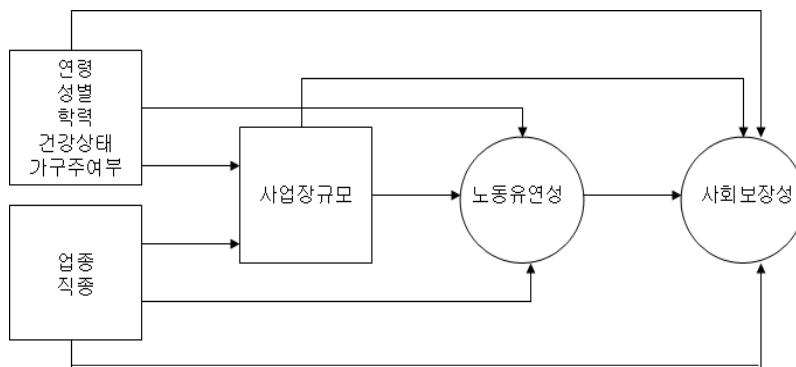 연령
성별
학력
건강상태
가구주여부
사업장규모
노동유연성
사회보장성
업종
직종